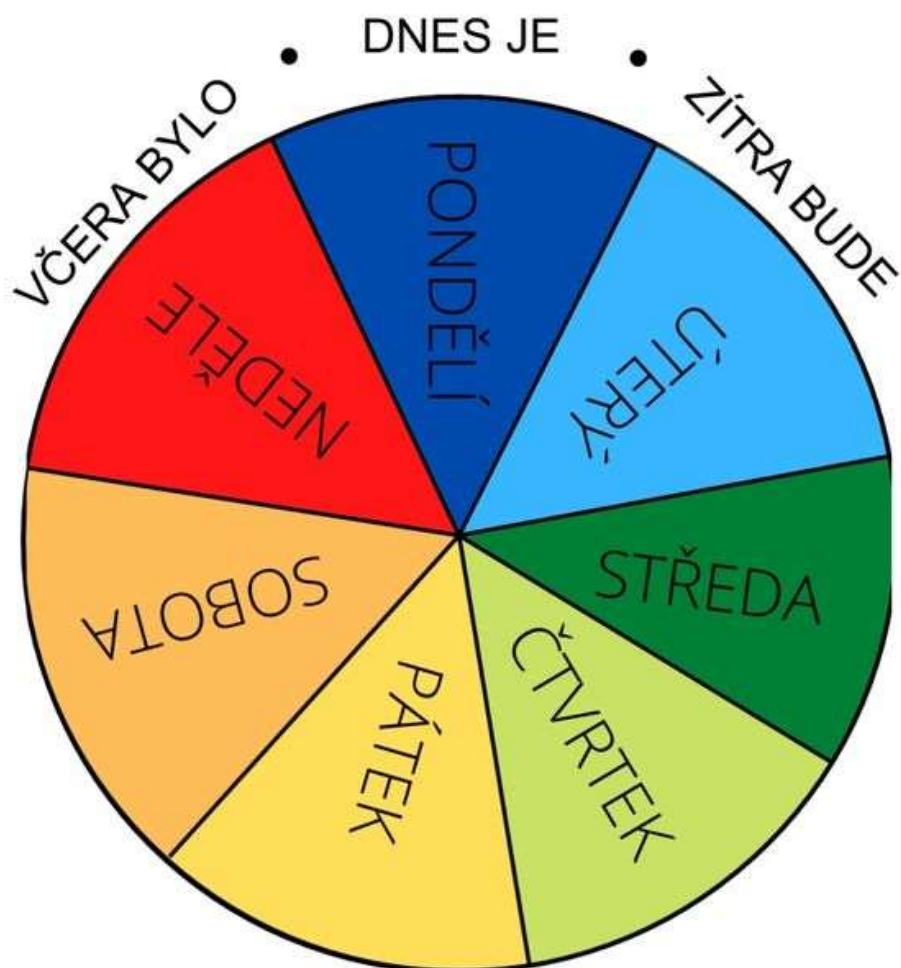 VČERA BYLO • DNES JE • ZÍTRA BUDE
PONDĚLÍ
ÚTERÝ
STŘEDA
ČTVRTEK
PÁTEK
SOBOTA
NEDĚLE